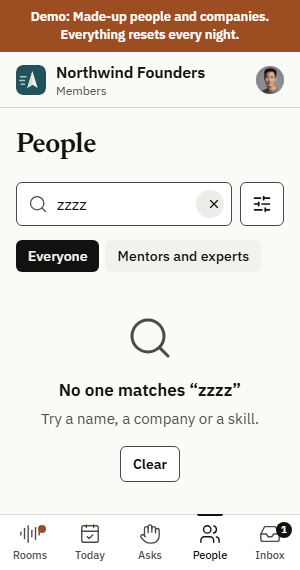 Demo: Made-up people and companies.
Everything resets every night.
Northwind Founders
Members
People
zzzz
Everyone
Mentors and experts
No one matches “zzzz”
Try a name, a company or a skill.
Clear
Rooms
Today
Asks
People
Inbox
1